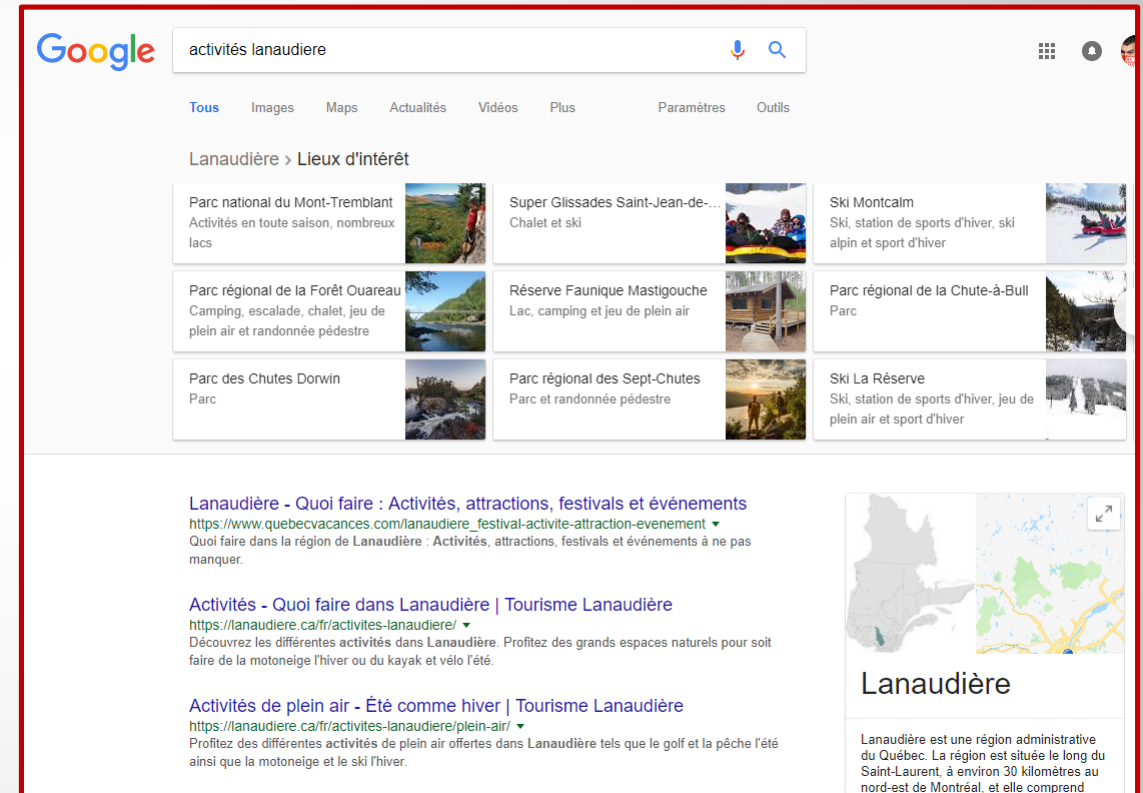 Google
activités lanaudiere
Tous Images Maps Actualités Vidéos Plus Paramètres Outils
Lanaudière > Lieux d'intérêt
Parc national du Mont-Tremblant
Activités en toute saison, nombreux
lacs
Super Glissades Saint-Jean-de-...
Chalet et ski
Ski Montcalm
Ski, station de sports d'hiver, ski
alpin et sport d'hiver
Parc régional de la Forêt Ouareau
Camping, escalade, chalet, jeu de
plein air et randonnée pédestre
Réserve Faunique Mastigouche
Lac, camping et jeu de plein air
Parc régional de la Chute-à-Bull
Parc
Parc des Chutes Dorwin
Parc
Parc régional des Sept-Chutes
Parc et randonnée pédestre
Ski La Réserve
Ski, station de sports d'hiver, jeu de
plein air et sport d'hiver
Lanaudière - Quoi faire : Activités, attractions, festivals et événements
https://www.quebecvacances.com/lanaudiere_festival-activite-attraction-evenement
Quoi faire dans la région de Lanaudière : Activités, attractions, festivals et événements à ne pas
manquer.
Activités - Quoi faire dans Lanaudière | Tourisme Lanaudière
https://lanaudiere.ca/fr/activites-lanaudiere/
Découvrez les différentes activités dans Lanaudière. Profitez des grands espaces naturels pour soit
faire de la motoneige l'hiver ou du kayak et vélo l'été.
Activités de plein air - Été comme hiver | Tourisme Lanaudière
https://lanaudiere.ca/fr/activites-lanaudiere/plein-air/
Profitez des différentes activités de plein air offertes dans Lanaudière tels que le golf et la pêche l'été
ainsi que la motoneige et le ski l'hiver.
Lanaudière
Lanaudière est une région administrative
du Québec. La région est située le long du
Saint-Laurent, à environ 30 kilomètres au
nord-est de Montréal, et elle comprend